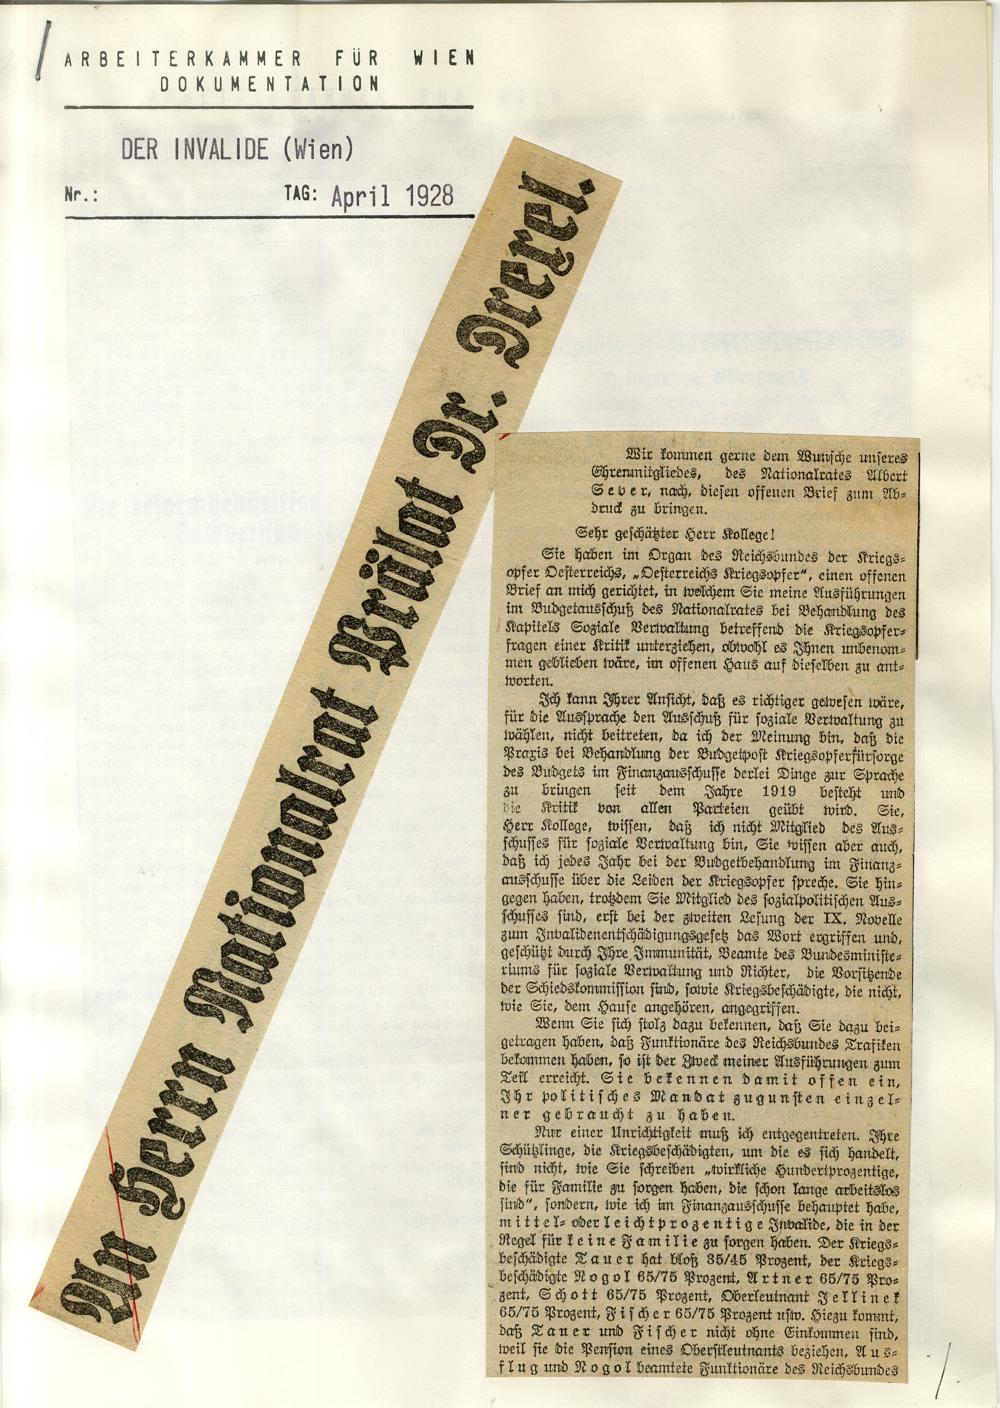 ARBEITERKAMMER FÜR WIEN
DOKUMENTATION
DER INVALIDE (Wien)
Nr.: TAG: April 1928
An Herrn Nationalrat Prälat Dr. Drexel.
Wir kommen gerne dem Wunsche unseres
Ehrenmitgliedes, des Nationalrates Albert
Sever, nach, diesen offenen Brief zum Ab-
druck zu bringen.
Sehr geschätzter Herr Kollege!
Sie haben im Organ des Reichsbundes der Kriegs-
opfer Oesterreichs, „Oesterreichs Kriegsopfer“, einen offenen
Brief an mich gerichtet, in welchem Sie meine Ausführungen
im Budgetausschuß des Nationalrates bei Behandlung des
Kapitels Soziale Verwaltung betreffend die Kriegsopfer-
fragen einer Kritik unterziehen, obwohl es Ihnen unbenom-
men geblieben wäre, im offenen Haus auf dieselben zu ant-
worten.
Ich kann Ihrer Ansicht, daß es richtiger gewesen wäre,
für die Aussprache den Ausschuß für soziale Verwaltung zu
wählen, nicht beitreten, da ich der Meinung bin, daß die
Praxis bei Behandlung der Budgetpost Kriegsopferfürsorge
des Budgets im Finanzausschusse derlei Dinge zur Sprache
zu bringen seit dem Jahre 1919 besteht und
die Kritik von allen Parteien geübt wird. Sie,
Herr Kollege, wissen, daß ich nicht Mitglied des Aus-
schusses für soziale Verwaltung bin, Sie wissen aber auch,
daß ich jedes Jahr bei der Budgetbehandlung im Finanz-
ausschusse über die Leiden der Kriegsopfer spreche. Sie hin-
gegen haben, trotzdem Sie Mitglied des sozialpolitischen Aus-
schusses sind, erst bei der zweiten Lesung der IX. Novelle
zum Invalidenentschädigungsgesetz das Wort ergriffen und,
geschützt durch Ihre Immunität, Beamte des Bundesministe-
riums für soziale Verwaltung und Richter, die Vorsitzende
der Schiedskommission sind, sowie Kriegsbeschädigte, die nicht,
wie Sie, dem Hause angehören, angegriffen.
Wenn Sie sich stolz dazu bekennen, daß Sie dazu bei-
getragen haben, daß Funktionäre des Reichsbundes Trafiken
bekommen haben, so ist der Zweck meiner Ausführungen zum
Teil erreicht. Sie bekennen damit offen ein,
Ihr politisches Mandat zugunsten einzel-
ner gebraucht zu haben.
Nur einer Unrichtigkeit muß ich entgegentreten. Ihre
Schützlinge, die Kriegsbeschädigten, um die es sich handelt,
sind nicht, wie Sie schreiben „wirkliche Hundertprozentige,
die für Familie zu sorgen haben, die schon lange arbeitslos
sind“, sondern, wie ich im Finanzausschusse behauptet habe,
mittel- oder leichtprozentige Invalide, die in der
Regel für keine Familie zu sorgen haben. Der Kriegs-
beschädigte Tauer hat bloß 35/45 Prozent, der Kriegs-
beschädigte Nogol 65/75 Prozent, Artner 65/75 Pro-
zent, Schott 65/75 Prozent, Oberleutnant Jellinek
65/75 Prozent, Fischer 65/75 Prozent usw. Hiezu kommt,
daß Tauer und Fischer nicht ohne Einkommen sind,
weil sie die Pension eines Oberstleutnants beziehen, Aus-
flug und Nogol beamtete Funktionäre des Reichsbundes